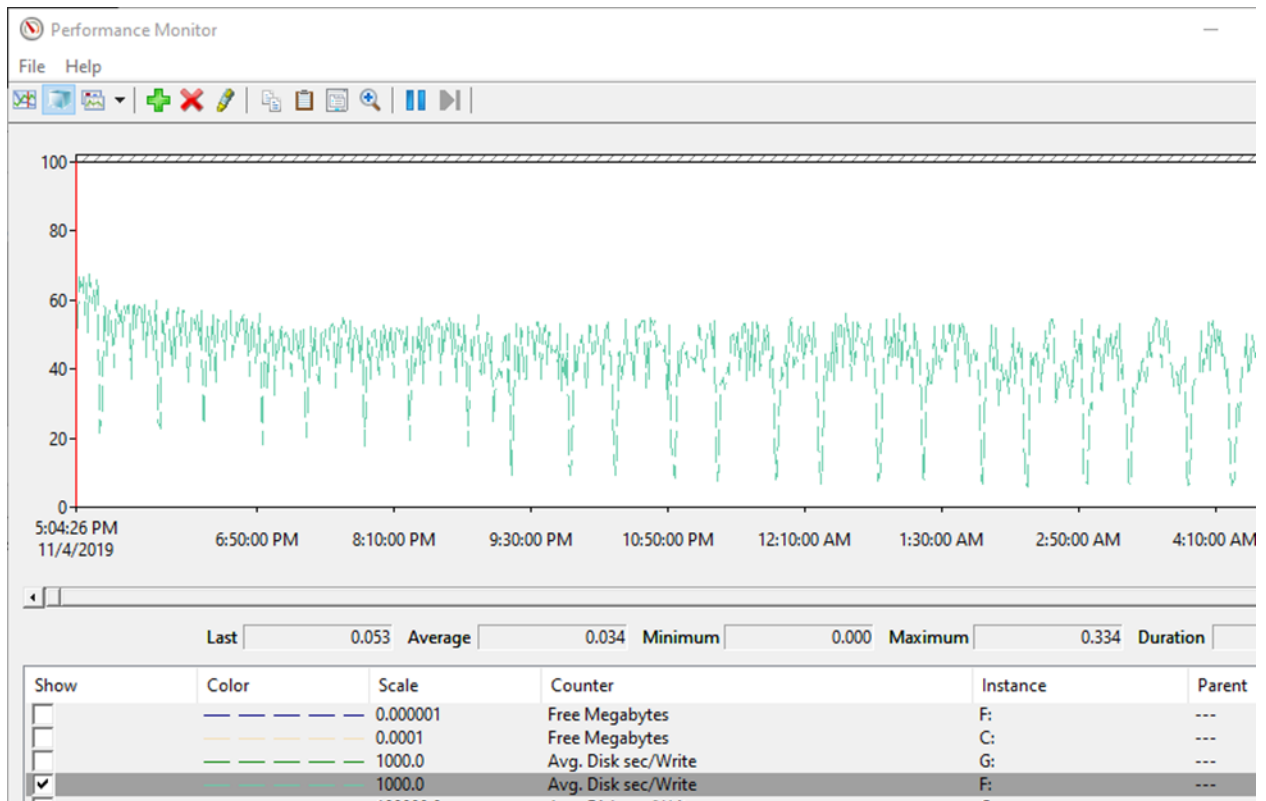 Performance Monitor
File Help
100
80
60
40
20
0
5:04:26 PM 6:50:00 PM 8:10:00 PM 9:30:00 PM 10:50:00 PM 12:10:00 AM 1:30:00 AM 2:50:00 AM 4:10:00 AM
11/4/2019
Last 0.053 Average 0.034 Minimum 0.000 Maximum 0.334 Duration
Show Color Scale Counter Instance Parent
0.000001 Free Megabytes F: ---
0.0001 Free Megabytes C: ---
1000.0 Avg. Disk sec/Write G: ---
1000.0 Avg. Disk sec/Write F: ---